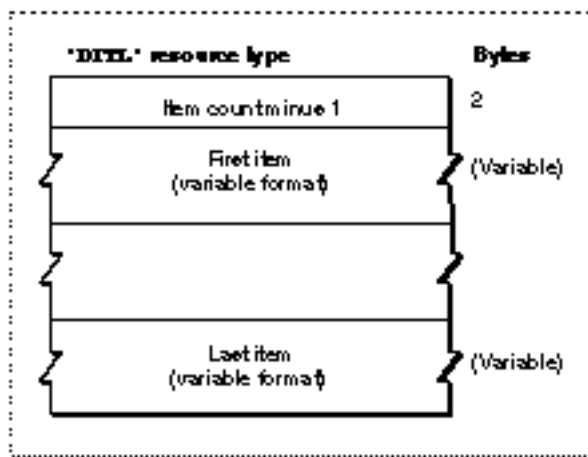 'DITL' resource type
Bytes
Item count minus 1
2
First item
(variable format)
(Variable)
Last item
(variable format)
(Variable)